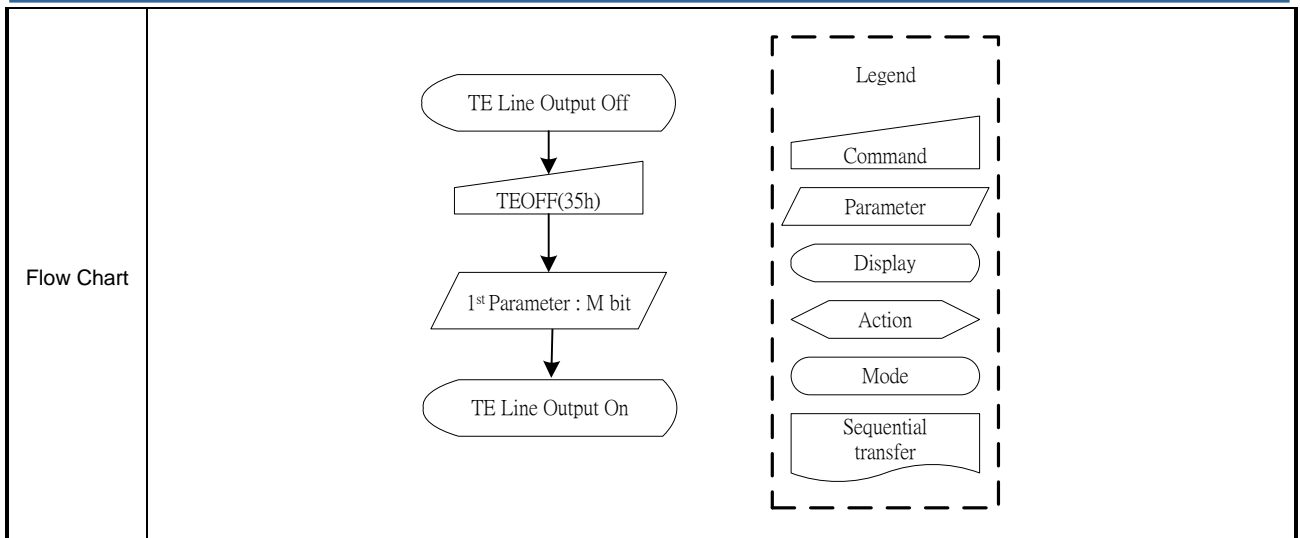 Flow Chart
TE Line Output Off
TEOFF(35h)
1st Parameter : M bit
TE Line Output On
Legend
Command
Parameter
Display
Action
Mode
Sequential
transfer